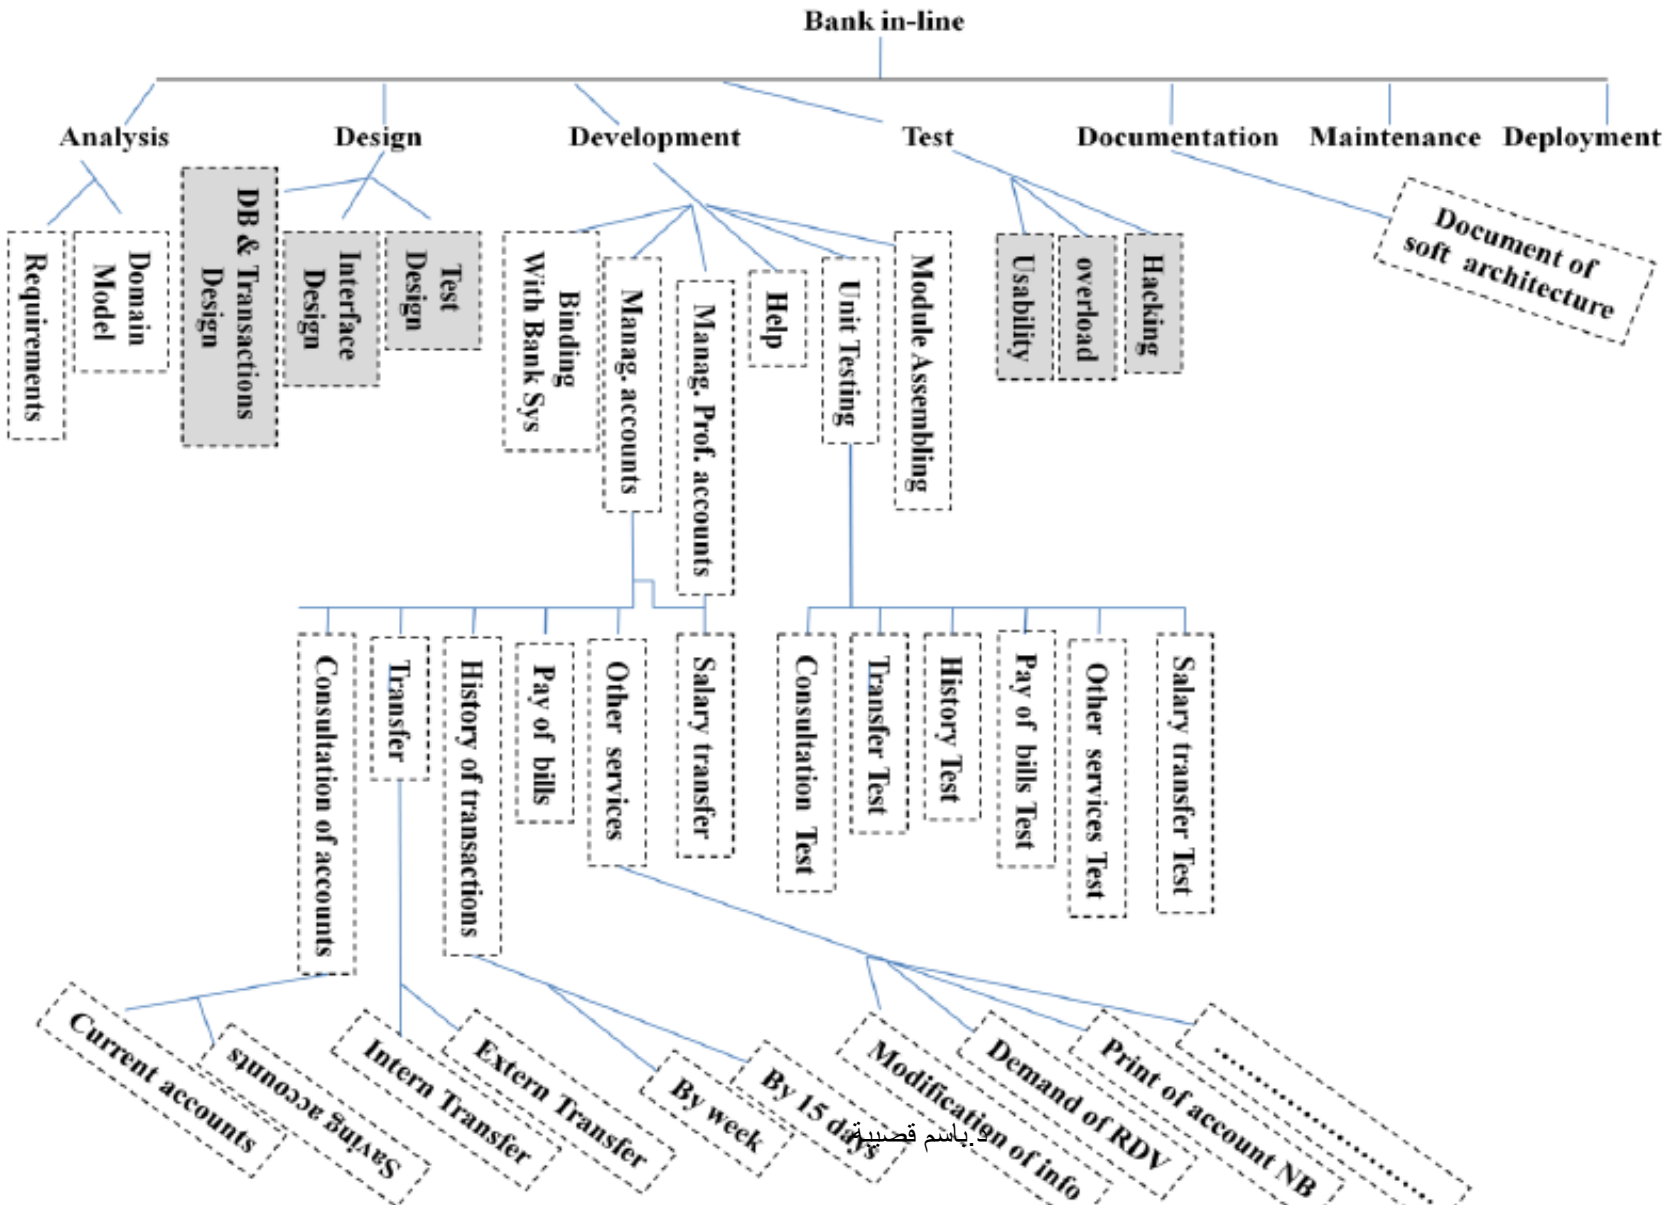 Bank in-line
Analysis
Design
Development
Test
Documentation
Maintenance
Deployment
Requirements
Domain
Model
DB & Transactions
Design
Interface
Design
Test
Design
Binding
With Bank Sys
Manag. accounts
Manag. Prof. accounts
Help
Unit Testing
Module Assembling
Usability
overload
Hacking
Document of
soft architecture
Consultation of accounts
Transfer
History of transactions
Pay of bills
Other services
Salary transfer
Consultation Test
Transfer Test
History Test
Pay of bills Test
Other services Test
Salary transfer Test
Current accounts
Saving accounts
Intern Transfer
Extern Transfer
By week
By 15 days
Modification of info
Demand of RDV
Print of account NB
................................
د.باسم قصيبة